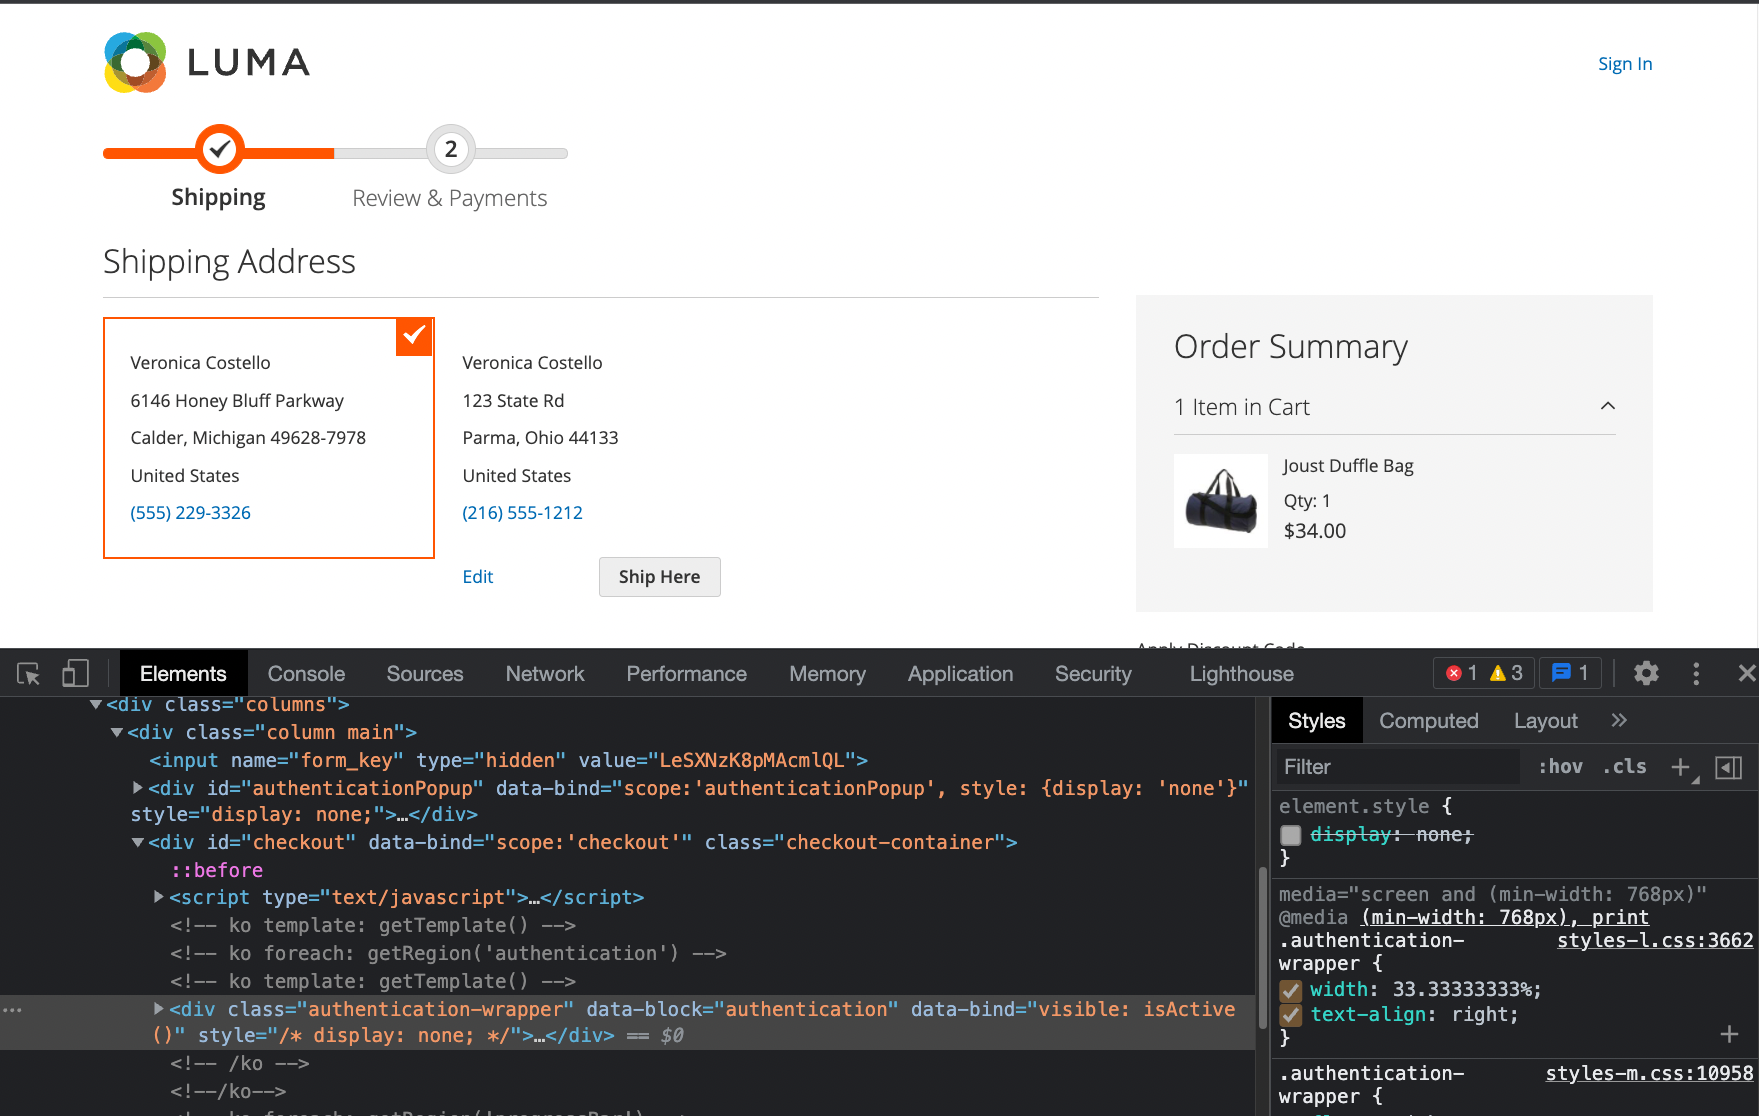 LUMA
Sign In
2
Shipping
Review & Payments
Shipping Address
Veronica Costello
6146 Honey Bluff Parkway
Calder, Michigan 49628-7978
United States
(555) 229-3326
Veronica Costello
123 State Rd
Parma, Ohio 44133
United States
(216) 555-1212
Edit
Ship Here
Order Summary
1 Item in Cart
Joust Duffle Bag
Qty: 1
$34.00
Apply Discount Code
Elements Console Sources Network Performance Memory Application Security Lighthouse 1 3 1
<div class="columns">
<div class="column main">
<input name="form_key" type="hidden" value="LeSXNzK8pMAcmlQL">
<div id="authenticationPopup" data-bind="scope:'authenticationPopup', style: {display: 'none'}"
style="display: none;">…</div>
<div id="checkout" data-bind="scope:'checkout'" class="checkout-container">
::before
<script type="text/javascript">…</script>
<!-- ko template: getTemplate() -->
<!-- ko foreach: getRegion('authentication') -->
<!-- ko template: getTemplate() -->
<div class="authentication-wrapper" data-block="authentication" data-bind="visible: isActive
()" style="/* display: none; */">…</div> == $0
<!-- /ko -->
<!--/ko-->
<!-- ko foreach: getRegion('progressBar') -->
Styles Computed Layout »
Filter :hov .cls +
element.style {
display: none;
}
media="screen and (min-width: 768px)"
@media (min-width: 768px), print
.authentication- styles-l.css:3662
wrapper {
width: 33.33333333%;
text-align: right;
}
.authentication- styles-m.css:10958
wrapper {